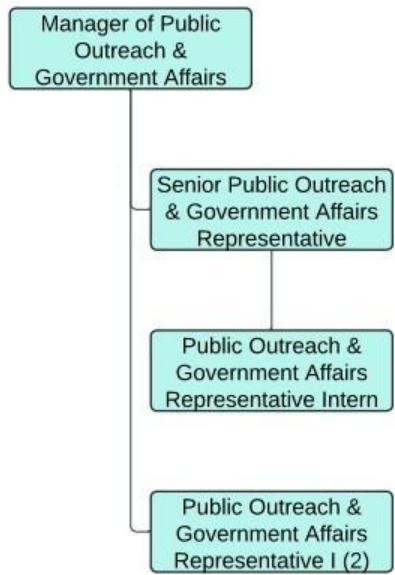 Manager of Public
Outreach &
Government Affairs
Senior Public Outreach
& Government Affairs
Representative
Public Outreach &
Government Affairs
Representative Intern
Public Outreach &
Government Affairs
Representative I (2)